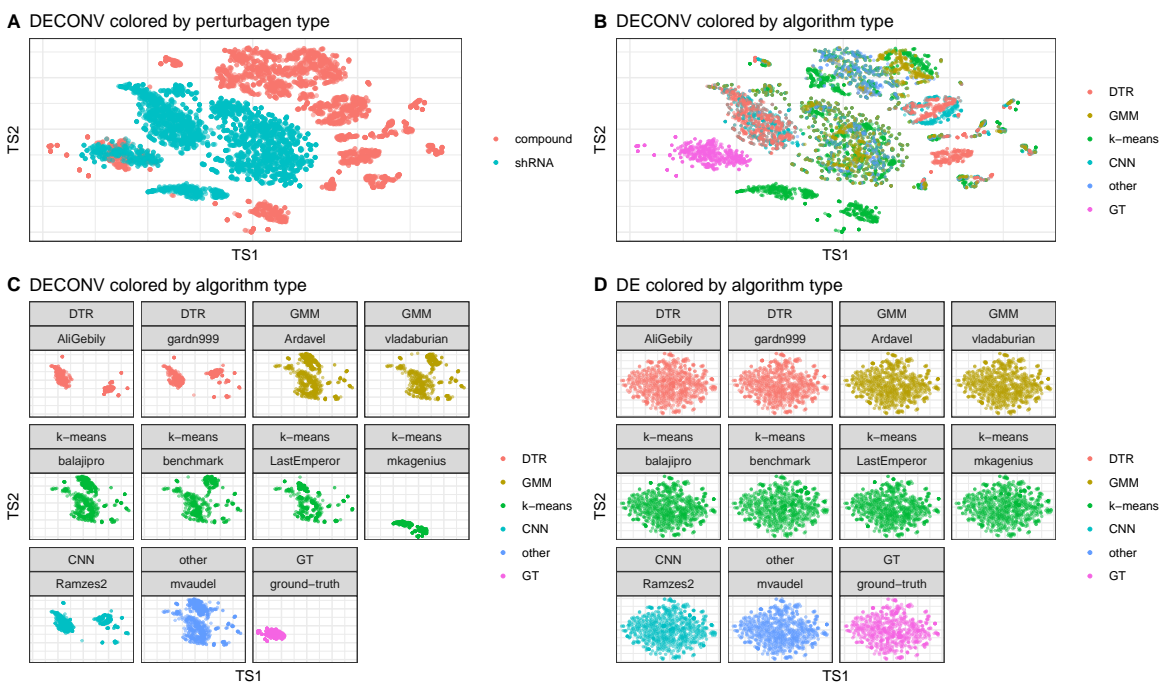 A DECONV colored by perturbagen type
TS2
TS1
compound
shRNA
B DECONV colored by algorithm type
TS2
TS1
DTR
GMM
k−means
CNN
other
GT
C DECONV colored by algorithm type
DTR DTR GMM GMM
AliGebily gardn999 Ardavel vladaburian
k−means k−means k−means k−means
balajipro benchmark LastEmperor mkagenius
CNN other GT
Ramzes2 mvaudel ground−truth
TS2
TS1
DTR
GMM
k−means
CNN
other
GT
D DE colored by algorithm type
DTR DTR GMM GMM
AliGebily gardn999 Ardavel vladaburian
k−means k−means k−means k−means
balajipro benchmark LastEmperor mkagenius
CNN other GT
Ramzes2 mvaudel ground−truth
TS2
TS1
DTR
GMM
k−means
CNN
other
GT